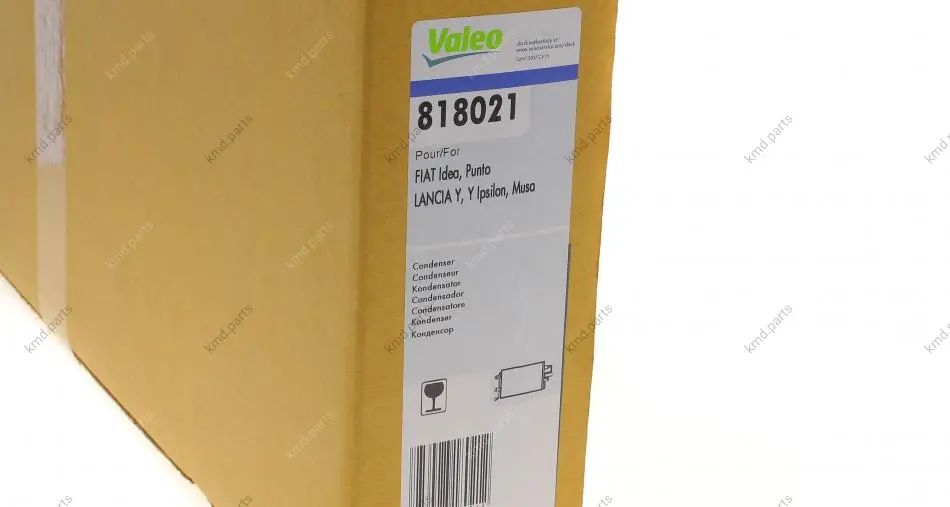 Valeo
818021
Pour/For
FIAT Idea, Punto
LANCIA Y, Y Ipsilon, Musa
Condenser
Condenseur
Kondensator
Condensador
Condensatore
Kondenser
Конденсор
kmd.parts